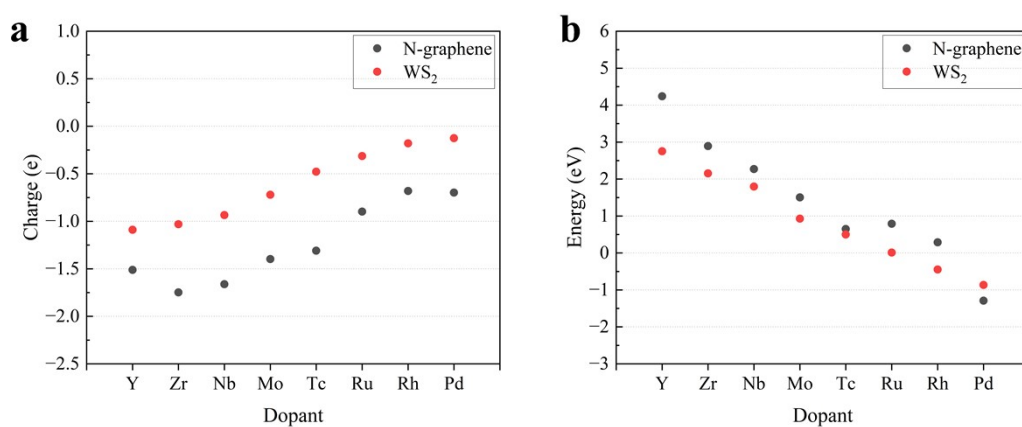 a
N-graphene
WS₂
1.0
0.5
0.0
−0.5
−1.0
−1.5
−2.0
−2.5
Charge (e)
Y Zr Nb Mo Tc Ru Rh Pd
Dopant
b
N-graphene
WS₂
6
5
4
3
2
1
0
−1
−2
−3
Energy (eV)
Y Zr Nb Mo Tc Ru Rh Pd
Dopant